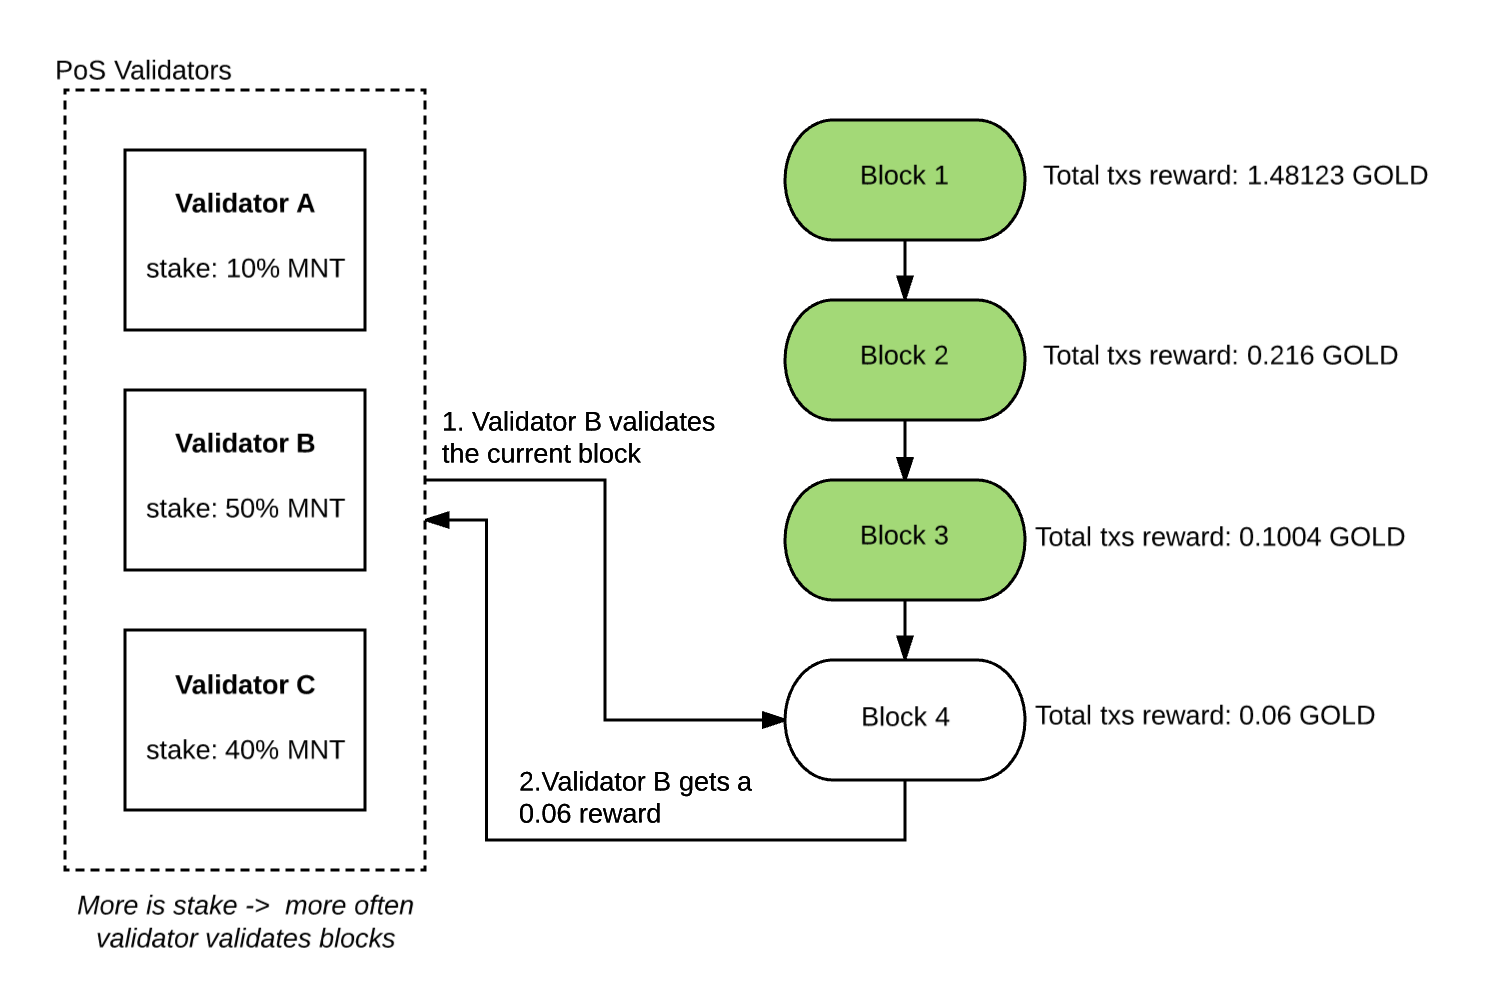 PoS Validators
Validator A
stake: 10% MNT
Validator B
stake: 50% MNT
Validator C
stake: 40% MNT
More is stake -> more often
validator validates blocks
1. Validator B validates
the current block
2.Validator B gets a
0.06 reward
Block 1
Total txs reward: 1.48123 GOLD
Block 2
Total txs reward: 0.216 GOLD
Block 3
Total txs reward: 0.1004 GOLD
Block 4
Total txs reward: 0.06 GOLD